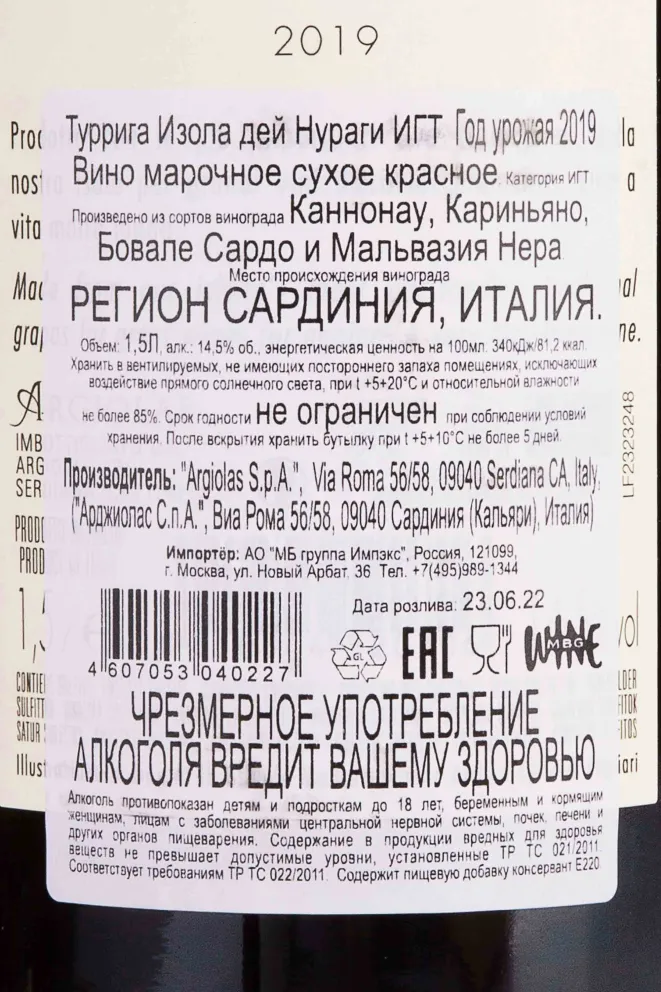 2019
Туррига Изола дей Нураги ИГТ Год урожая 2019
Вино марочное сухое красное. Категория ИГТ
Произведено из сортов винограда Каннонау, Кариньяно,
Бовале Сардо и Мальвазия Нера
Место происхождения винограда
РЕГИОН САРДИНИЯ, ИТАЛИЯ.
Объем: 1,5Л, алк.: 14,5% об., энергетическая ценность на 100мл. 340кДж/81,2 ккал.
Хранить в вентилируемых, не имеющих постороннего запаха помещениях, исключающих
воздействие прямого солнечного света, при t +5+20°С и относительной влажности
не более 85%. Срок годности не ограничен при соблюдении условий
хранения. После вскрытия хранить бутылку при t +5+10°С не более 5 дней.
Производитель: "Argiolas S.p.A.", Via Roma 56/58, 09040 Serdiana CA, Italy,
("Арджиолас С.п.А.", Виа Рома 56/58, 09040 Сардиния (Кальяри), Италия)
Импортёр: АО "МБ группа Импэкс", Россия, 121099,
г. Москва, ул. Новый Арбат, 36 Тел. +7(495)989-1344
Дата розлива: 23.06.22
4 607053 040227
GL
EAC
WINE
MBG
ЧРЕЗМЕРНОЕ УПОТРЕБЛЕНИЕ
АЛКОГОЛЯ ВРЕДИТ ВАШЕМУ ЗДОРОВЬЮ
Алкоголь противопоказан детям и подросткам до 18 лет, беременным и кормящим
женщинам, лицам с заболеваниями центральной нервной системы, почек, печени и
других органов пищеварения. Содержание в продукции вредных для здоровья
веществ не превышает допустимые уровни, установленные ТР ТС 021/2011.
Соответствует требованиям ТР ТС 022/2011. Содержит пищевую добавку консервант Е220.
LF2323248